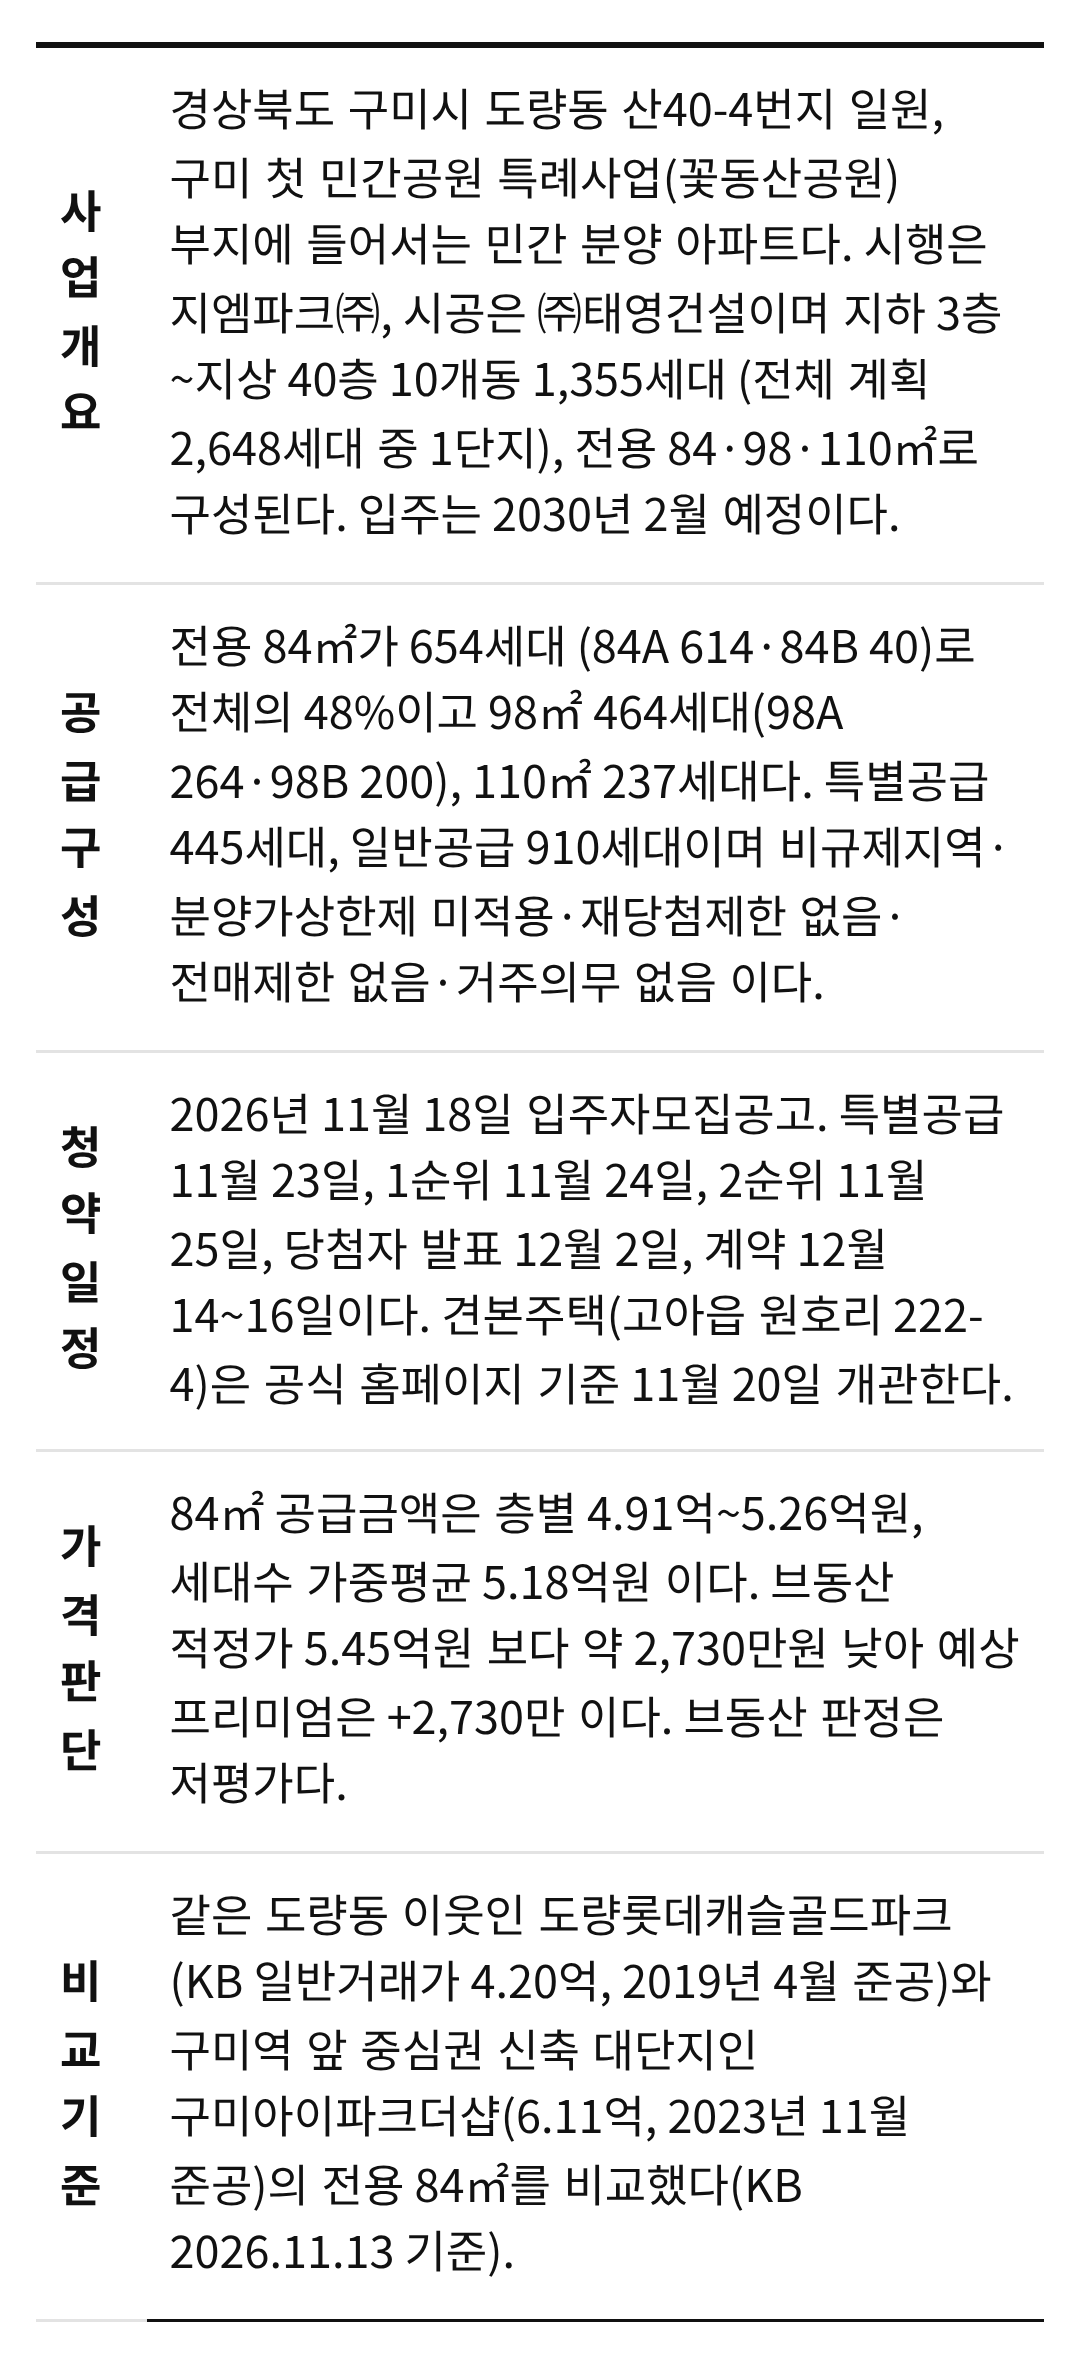 사업개요
경상북도 구미시 도량동 산40-4번지 일원,
구미 첫 민간공원 특례사업(꽃동산공원)
부지에 들어서는 민간 분양 아파트다. 시행은
지엠파크㈜, 시공은 ㈜태영건설이며 지하 3층
~지상 40층 10개동 1,355세대 (전체 계획
2,648세대 중 1단지), 전용 84·98·110㎡로
구성된다. 입주는 2030년 2월 예정이다.
공급구성
전용 84㎡가 654세대 (84A 614·84B 40)로
전체의 48%이고 98㎡ 464세대(98A
264·98B 200), 110㎡ 237세대다. 특별공급
445세대, 일반공급 910세대이며 비규제지역·
분양가상한제 미적용·재당첨제한 없음·
전매제한 없음·거주의무 없음 이다.
청약일정
2026년 11월 18일 입주자모집공고. 특별공급
11월 23일, 1순위 11월 24일, 2순위 11월
25일, 당첨자 발표 12월 2일, 계약 12월
14~16일이다. 견본주택(고아읍 원호리 222-
4)은 공식 홈페이지 기준 11월 20일 개관한다.
가격판단
84㎡ 공급금액은 층별 4.91억~5.26억원,
세대수 가중평균 5.18억원 이다. 브동산
적정가 5.45억원 보다 약 2,730만원 낮아 예상
프리미엄은 +2,730만 이다. 브동산 판정은
저평가다.
비교기준
같은 도량동 이웃인 도량롯데캐슬골드파크
(KB 일반거래가 4.20억, 2019년 4월 준공)와
구미역 앞 중심권 신축 대단지인
구미아이파크더샵(6.11억, 2023년 11월
준공)의 전용 84㎡를 비교했다(KB
2026.11.13 기준).